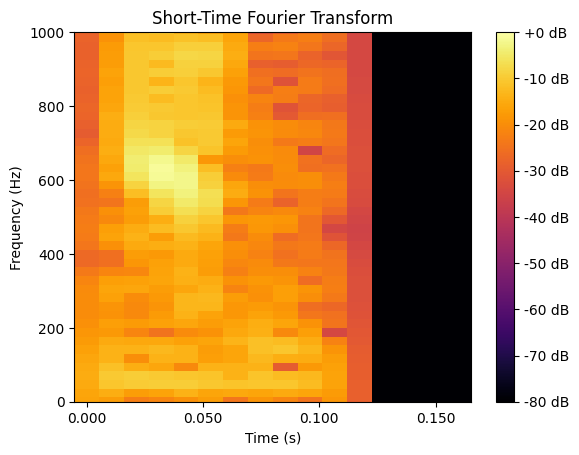 Short-Time Fourier Transform
1000
800
600
400
200
0
Frequency (Hz)
0.000
0.050
0.100
0.150
Time (s)
+0 dB
-10 dB
-20 dB
-30 dB
-40 dB
-50 dB
-60 dB
-70 dB
-80 dB